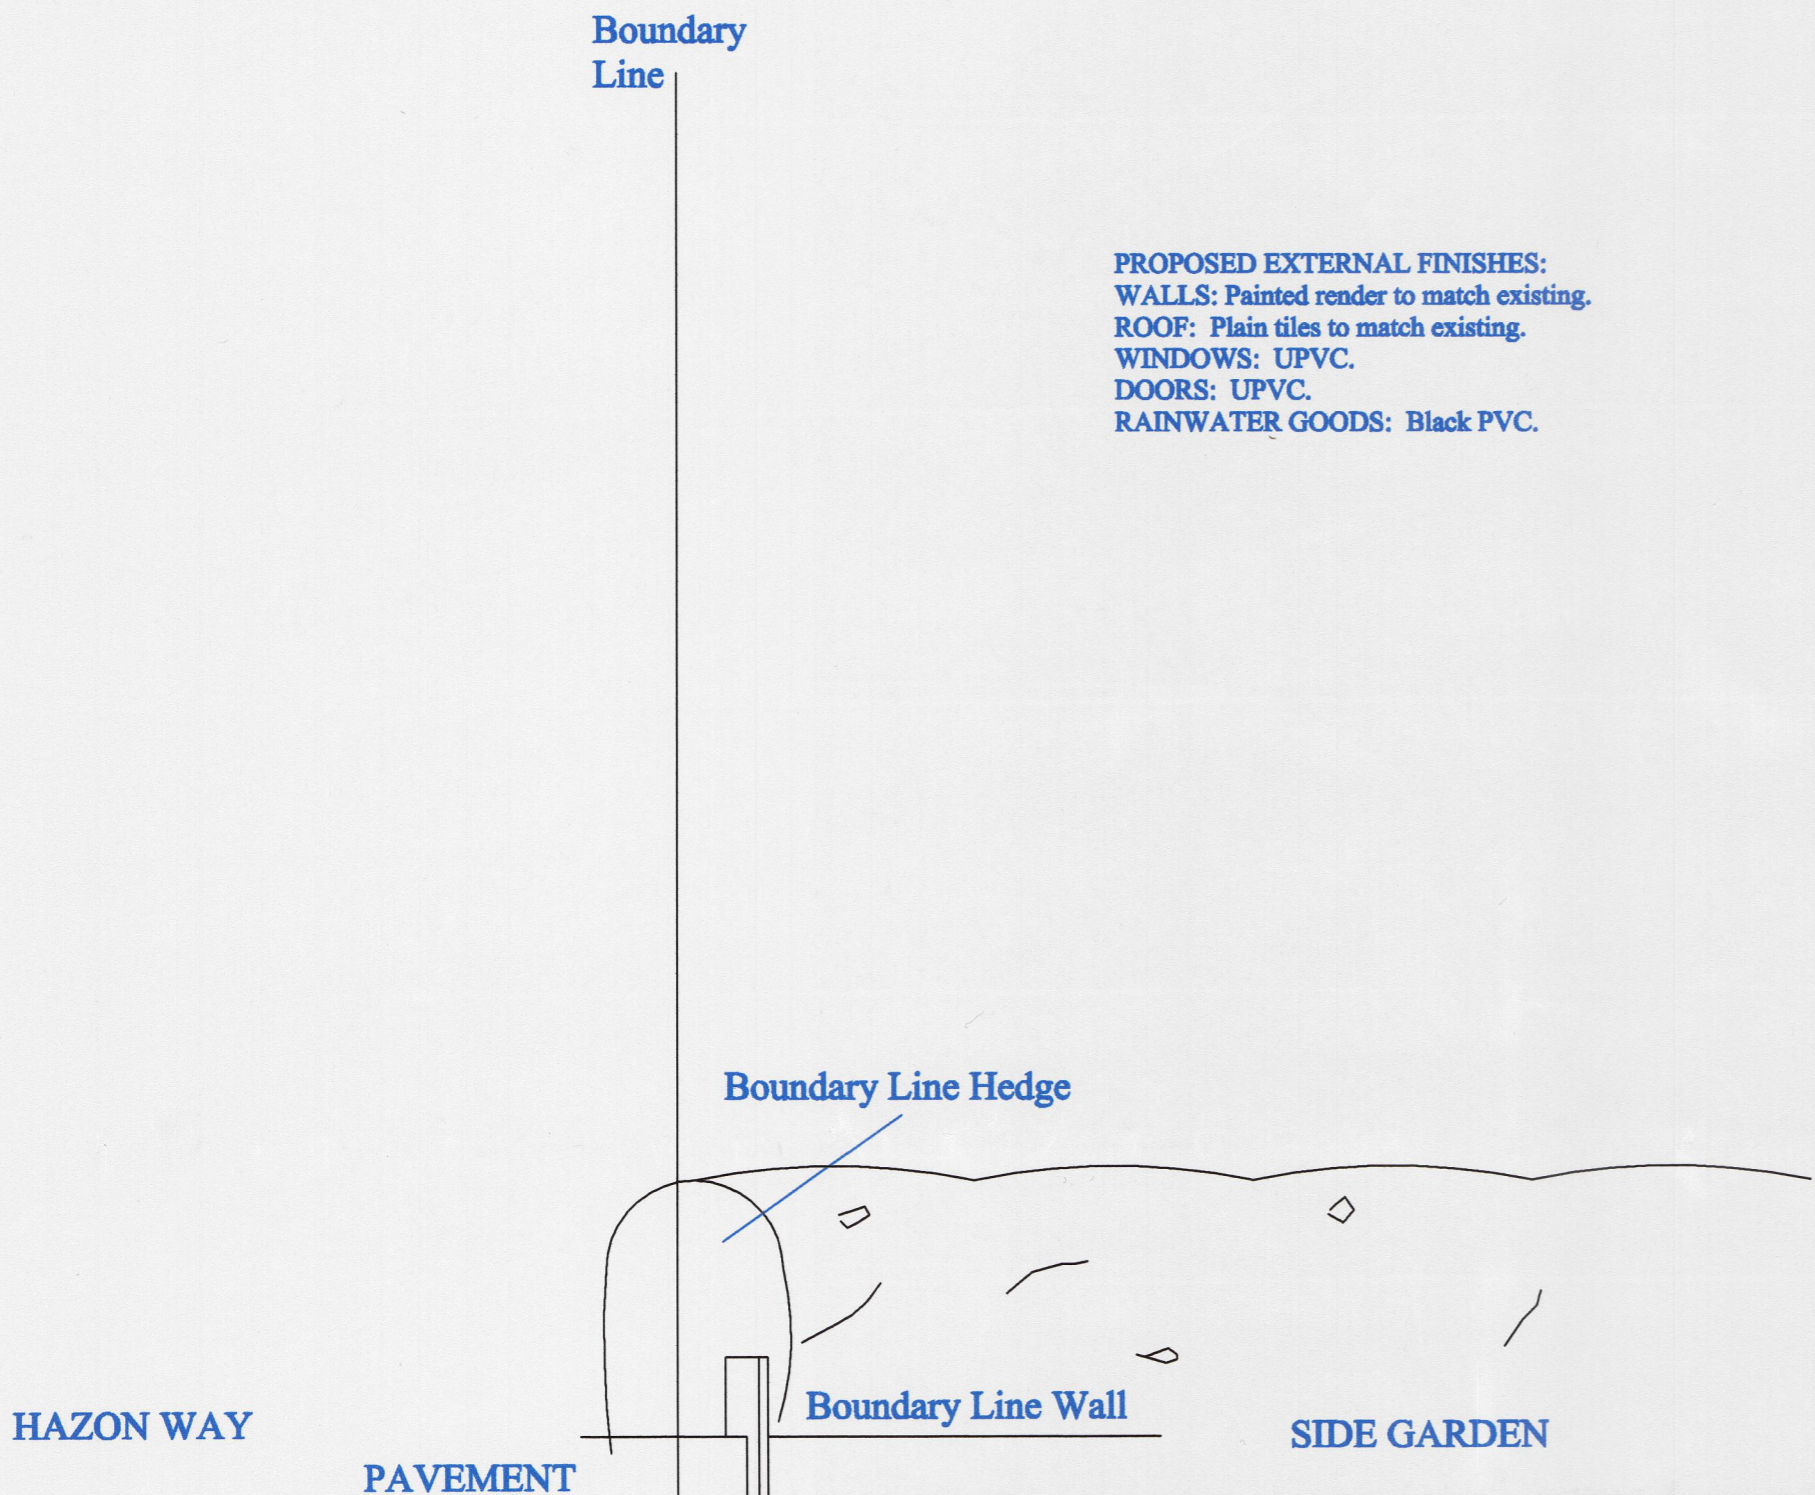 Boundary
Line
PROPOSED EXTERNAL FINISHES:
WALLS: Painted render to match existing.
ROOF: Plain tiles to match existing.
WINDOWS: UPVC.
DOORS: UPVC.
RAINWATER GOODS: Black PVC.
Boundary Line Hedge
Boundary Line Wall
HAZON WAY
SIDE GARDEN
PAVEMENT